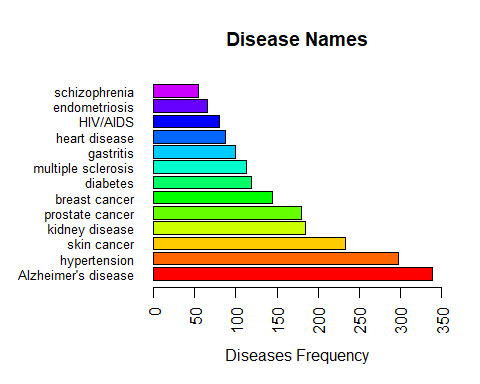 Disease Names
schizophrenia
endometriosis
HIV/AIDS
heart disease
gastritis
multiple sclerosis
diabetes
breast cancer
prostate cancer
kidney disease
skin cancer
hypertension
Alzheimer's disease
0
50
100
150
200
250
300
350
Diseases Frequency